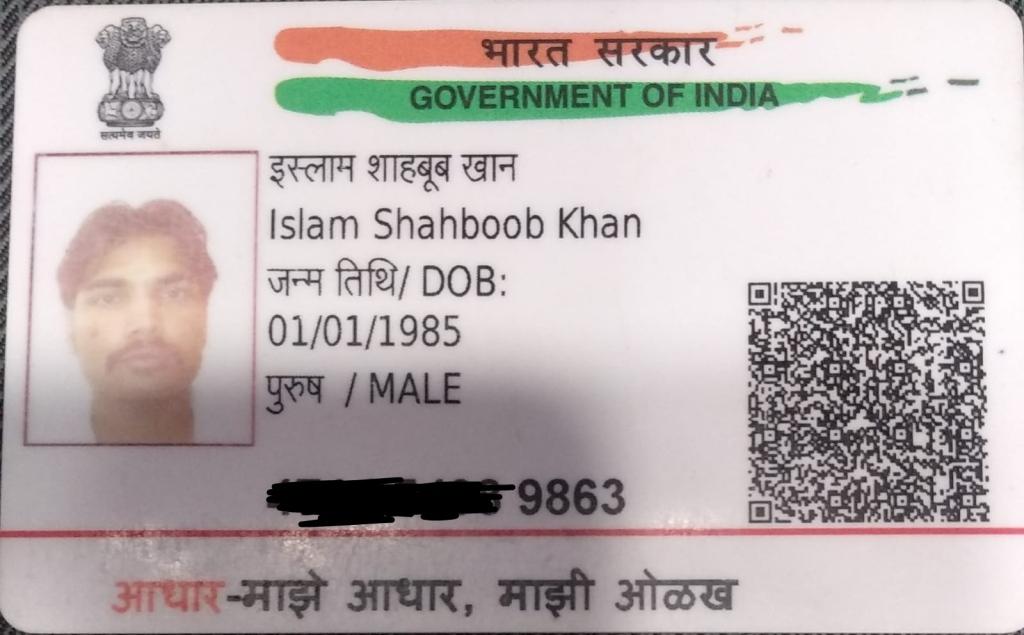 भारत सरकार
GOVERNMENT OF INDIA
सत्यमेव जयते
इस्लाम शाहबूब खान
Islam Shahboob Khan
जन्म तिथि/ DOB:
01/01/1985
पुरुष / MALE
9863
आधार-माझे आधार, माझी ओळख